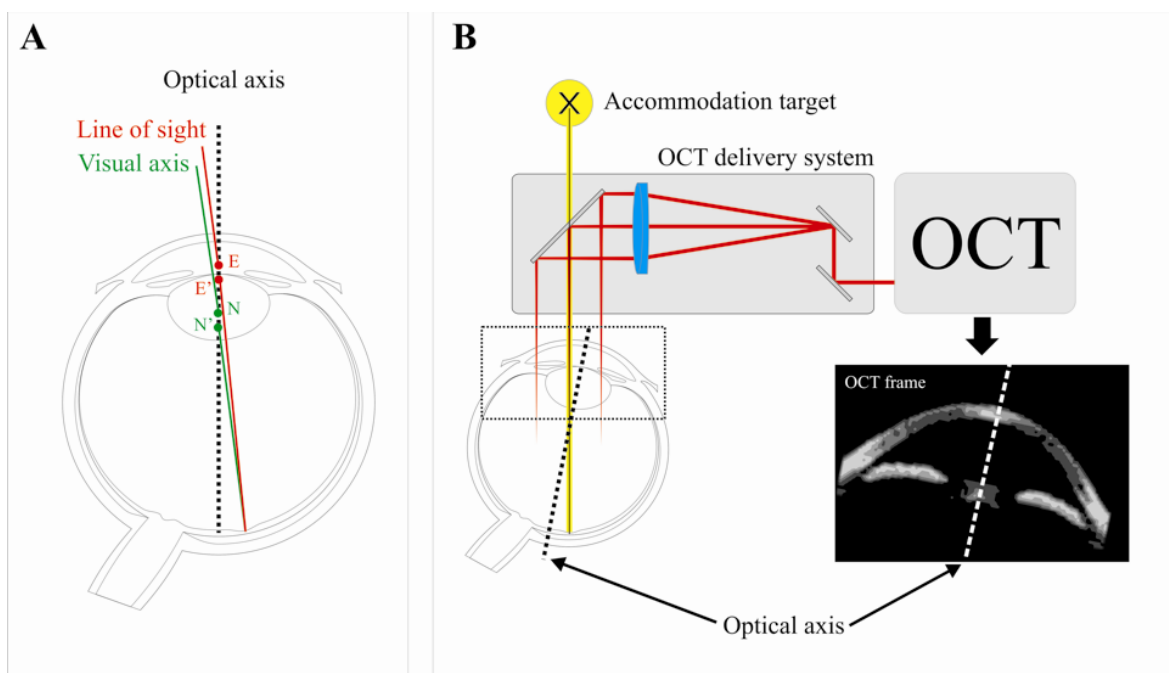 A
Optical axis
Line of sight
Visual axis
E
E'
N
N'
B
X
Accommodation target
OCT delivery system
OCT
OCT frame
Optical axis